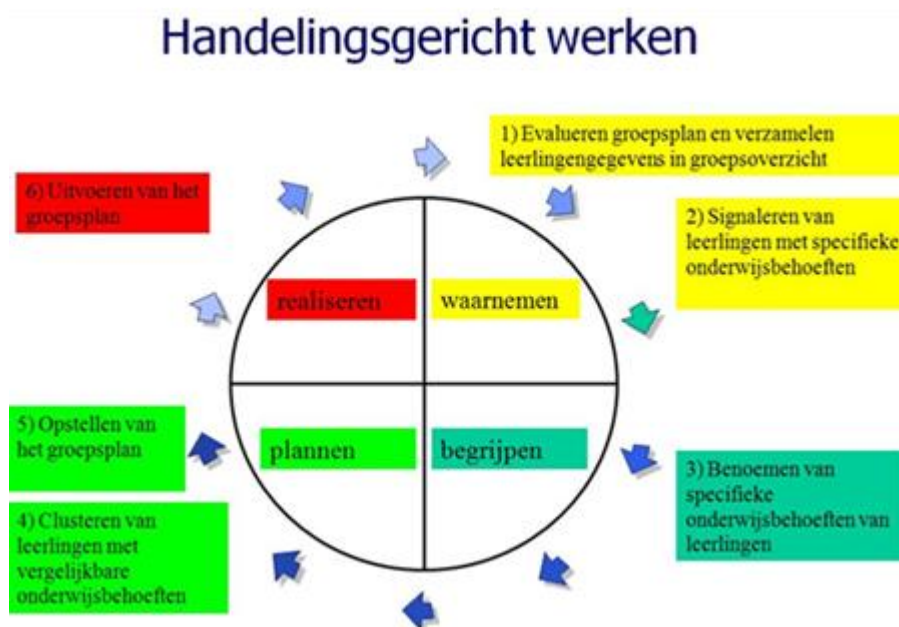 Handelingsgericht werken
1) Evalueren groepsplan en verzamelen
leerlingengegevens in groepsoverzicht
2) Signaleren van
leerlingen met specifieke
onderwijsbehoeften
3) Benoemen van
specifieke
onderwijsbehoeften van
leerlingen
4) Clusteren van
leerlingen met
vergelijkbare
onderwijsbehoeften
5) Opstellen van
het groepsplan
6) Uitvoeren van het
groepsplan
realiseren
waarnemen
plannen
begrijpen